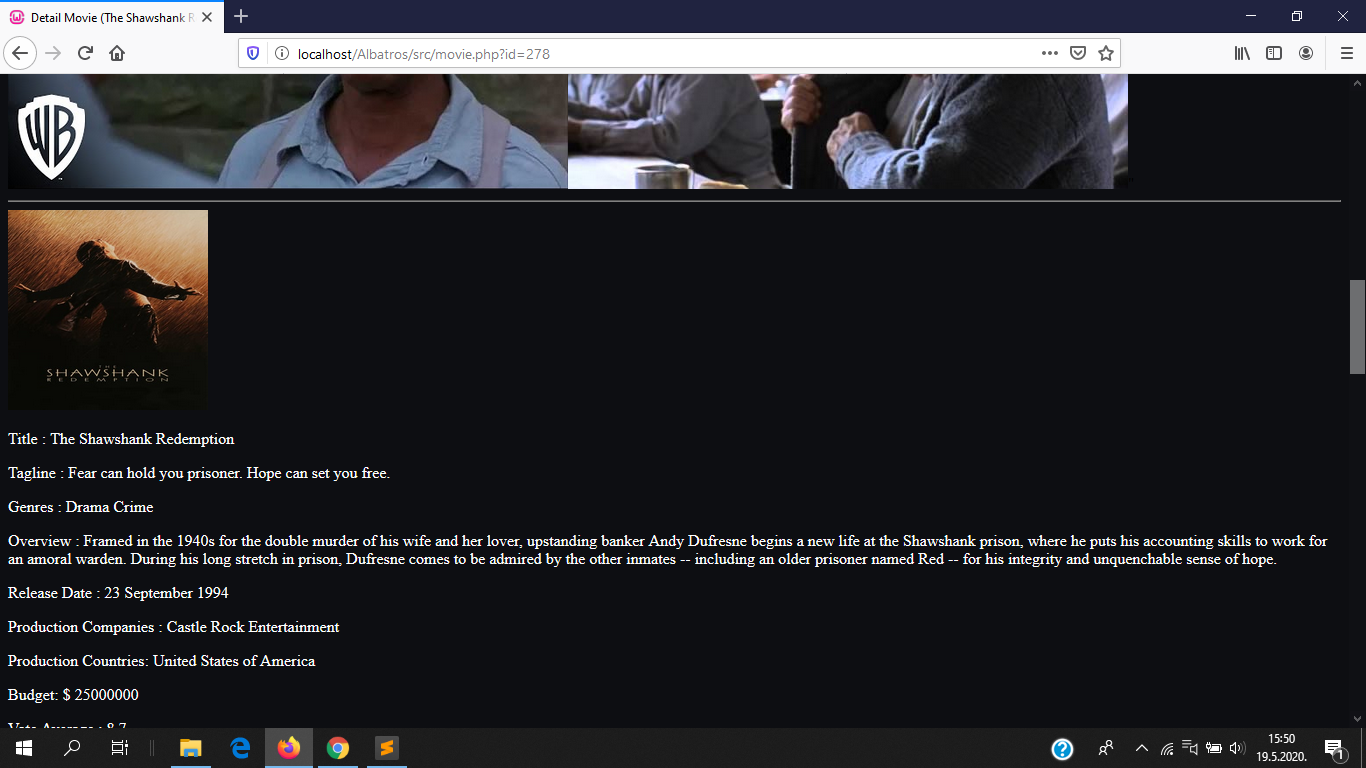 Detail Movie (The Shawshank R
localhost/Albatros/src/movie.php?id=278
WB
THE
SHAWSHANK
REDEMPTION
Title : The Shawshank Redemption
Tagline : Fear can hold you prisoner. Hope can set you free.
Genres : Drama Crime
Overview : Framed in the 1940s for the double murder of his wife and her lover, upstanding banker Andy Dufresne begins a new life at the Shawshank prison, where he puts his accounting skills to work for
an amoral warden. During his long stretch in prison, Dufresne comes to be admired by the other inmates -- including an older prisoner named Red -- for his integrity and unquenchable sense of hope.
Release Date : 23 September 1994
Production Companies : Castle Rock Entertainment
Production Countries: United States of America
Budget: $ 25000000
Vote Average : 8.7
15:50
19.5.2020.
1